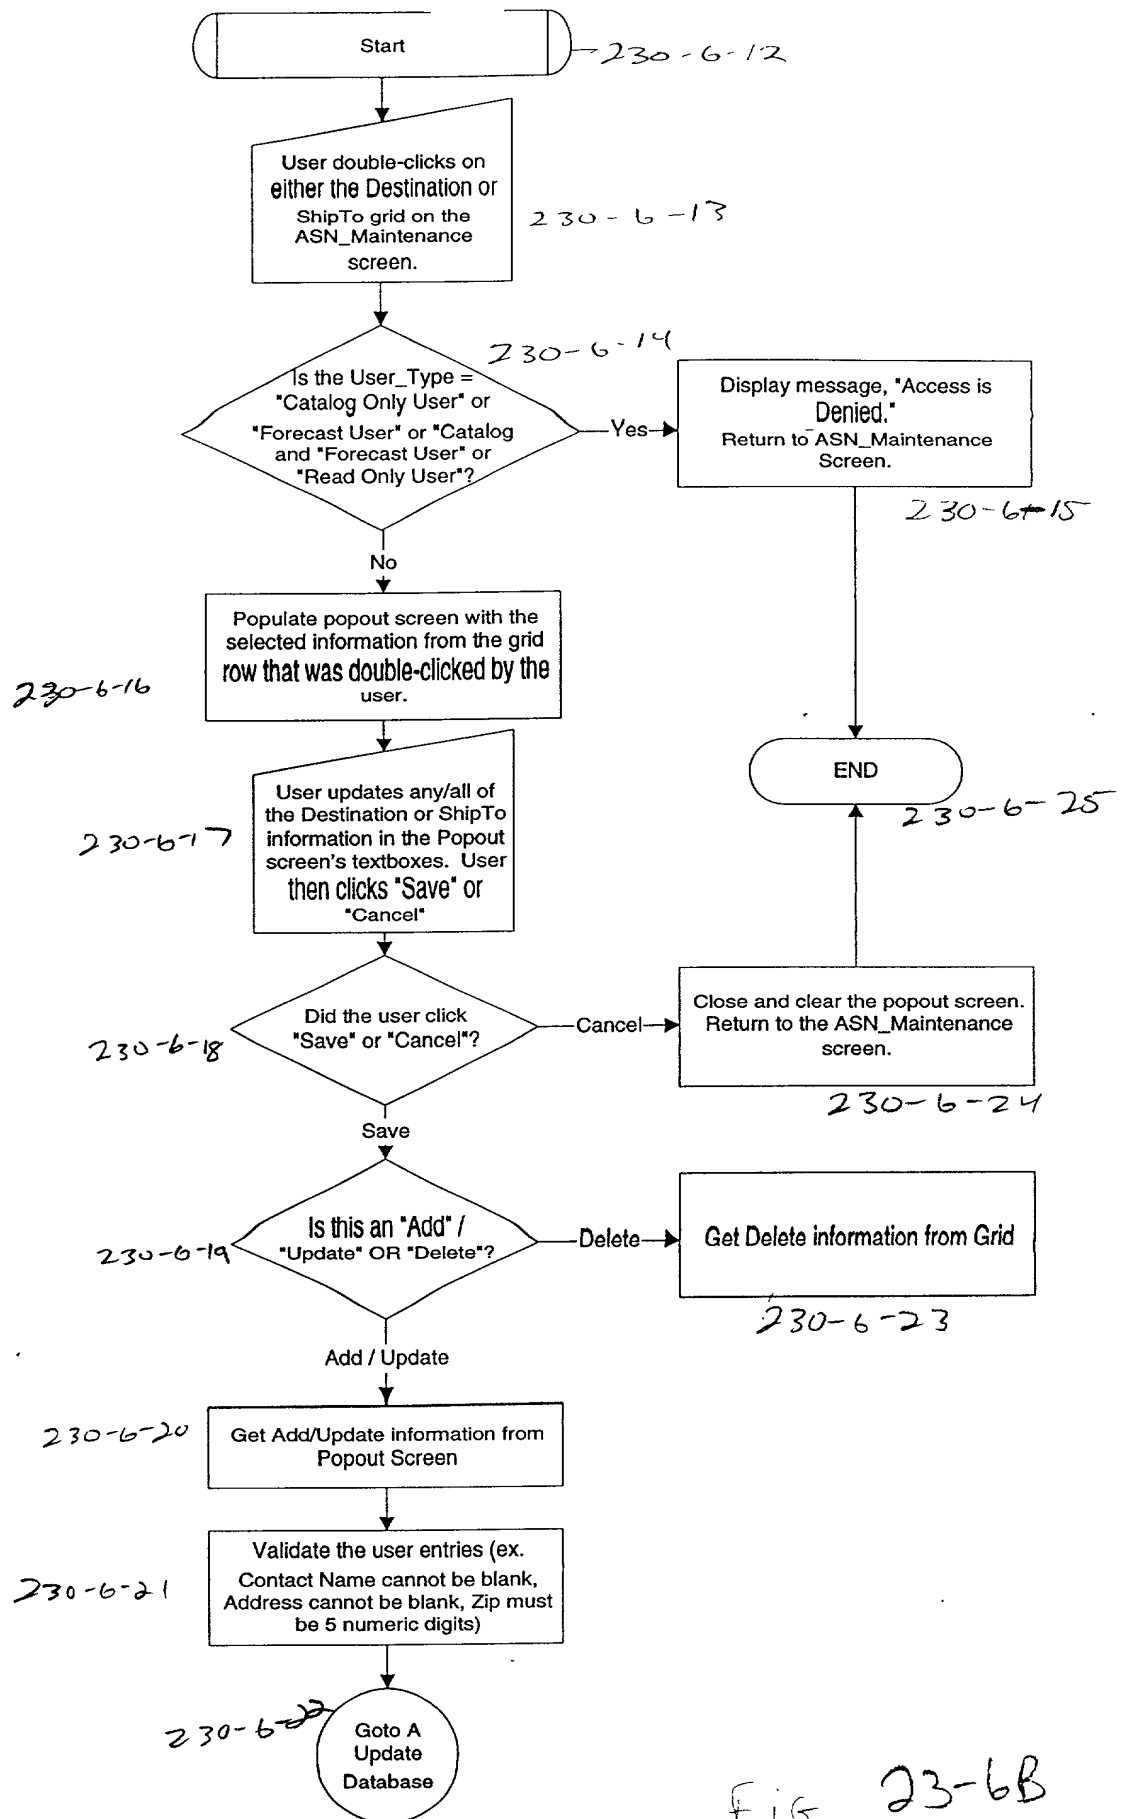 Start
230-6-12
User double-clicks on
either the Destination or
ShipTo grid on the
ASN_Maintenance
screen.
230-6-13
230-6-14
Is the User_Type =
"Catalog Only User" or
"Forecast User" or "Catalog
and "Forecast User" or
"Read Only User"?
Yes
Display message, "Access is
Denied."
Return to ASN_Maintenance
Screen.
230-6-15
No
Populate popout screen with the
selected information from the grid
row that was double-clicked by the
user.
230-6-16
END
230-6-25
User updates any/all of
the Destination or ShipTo
information in the Popout
screen's textboxes. User
then clicks "Save" or
"Cancel"
230-6-17
Did the user click
"Save" or "Cancel"?
230-6-18
Cancel
Close and clear the popout screen.
Return to the ASN_Maintenance
screen.
230-6-24
Save
Is this an "Add" /
"Update" OR "Delete"?
230-6-19
Delete
Get Delete information from Grid
230-6-23
Add / Update
230-6-20
Get Add/Update information from
Popout Screen
Validate the user entries (ex.
Contact Name cannot be blank,
Address cannot be blank, Zip must
be 5 numeric digits)
230-6-21
230-6-22
Goto A
Update
Database
Fig 23-6B